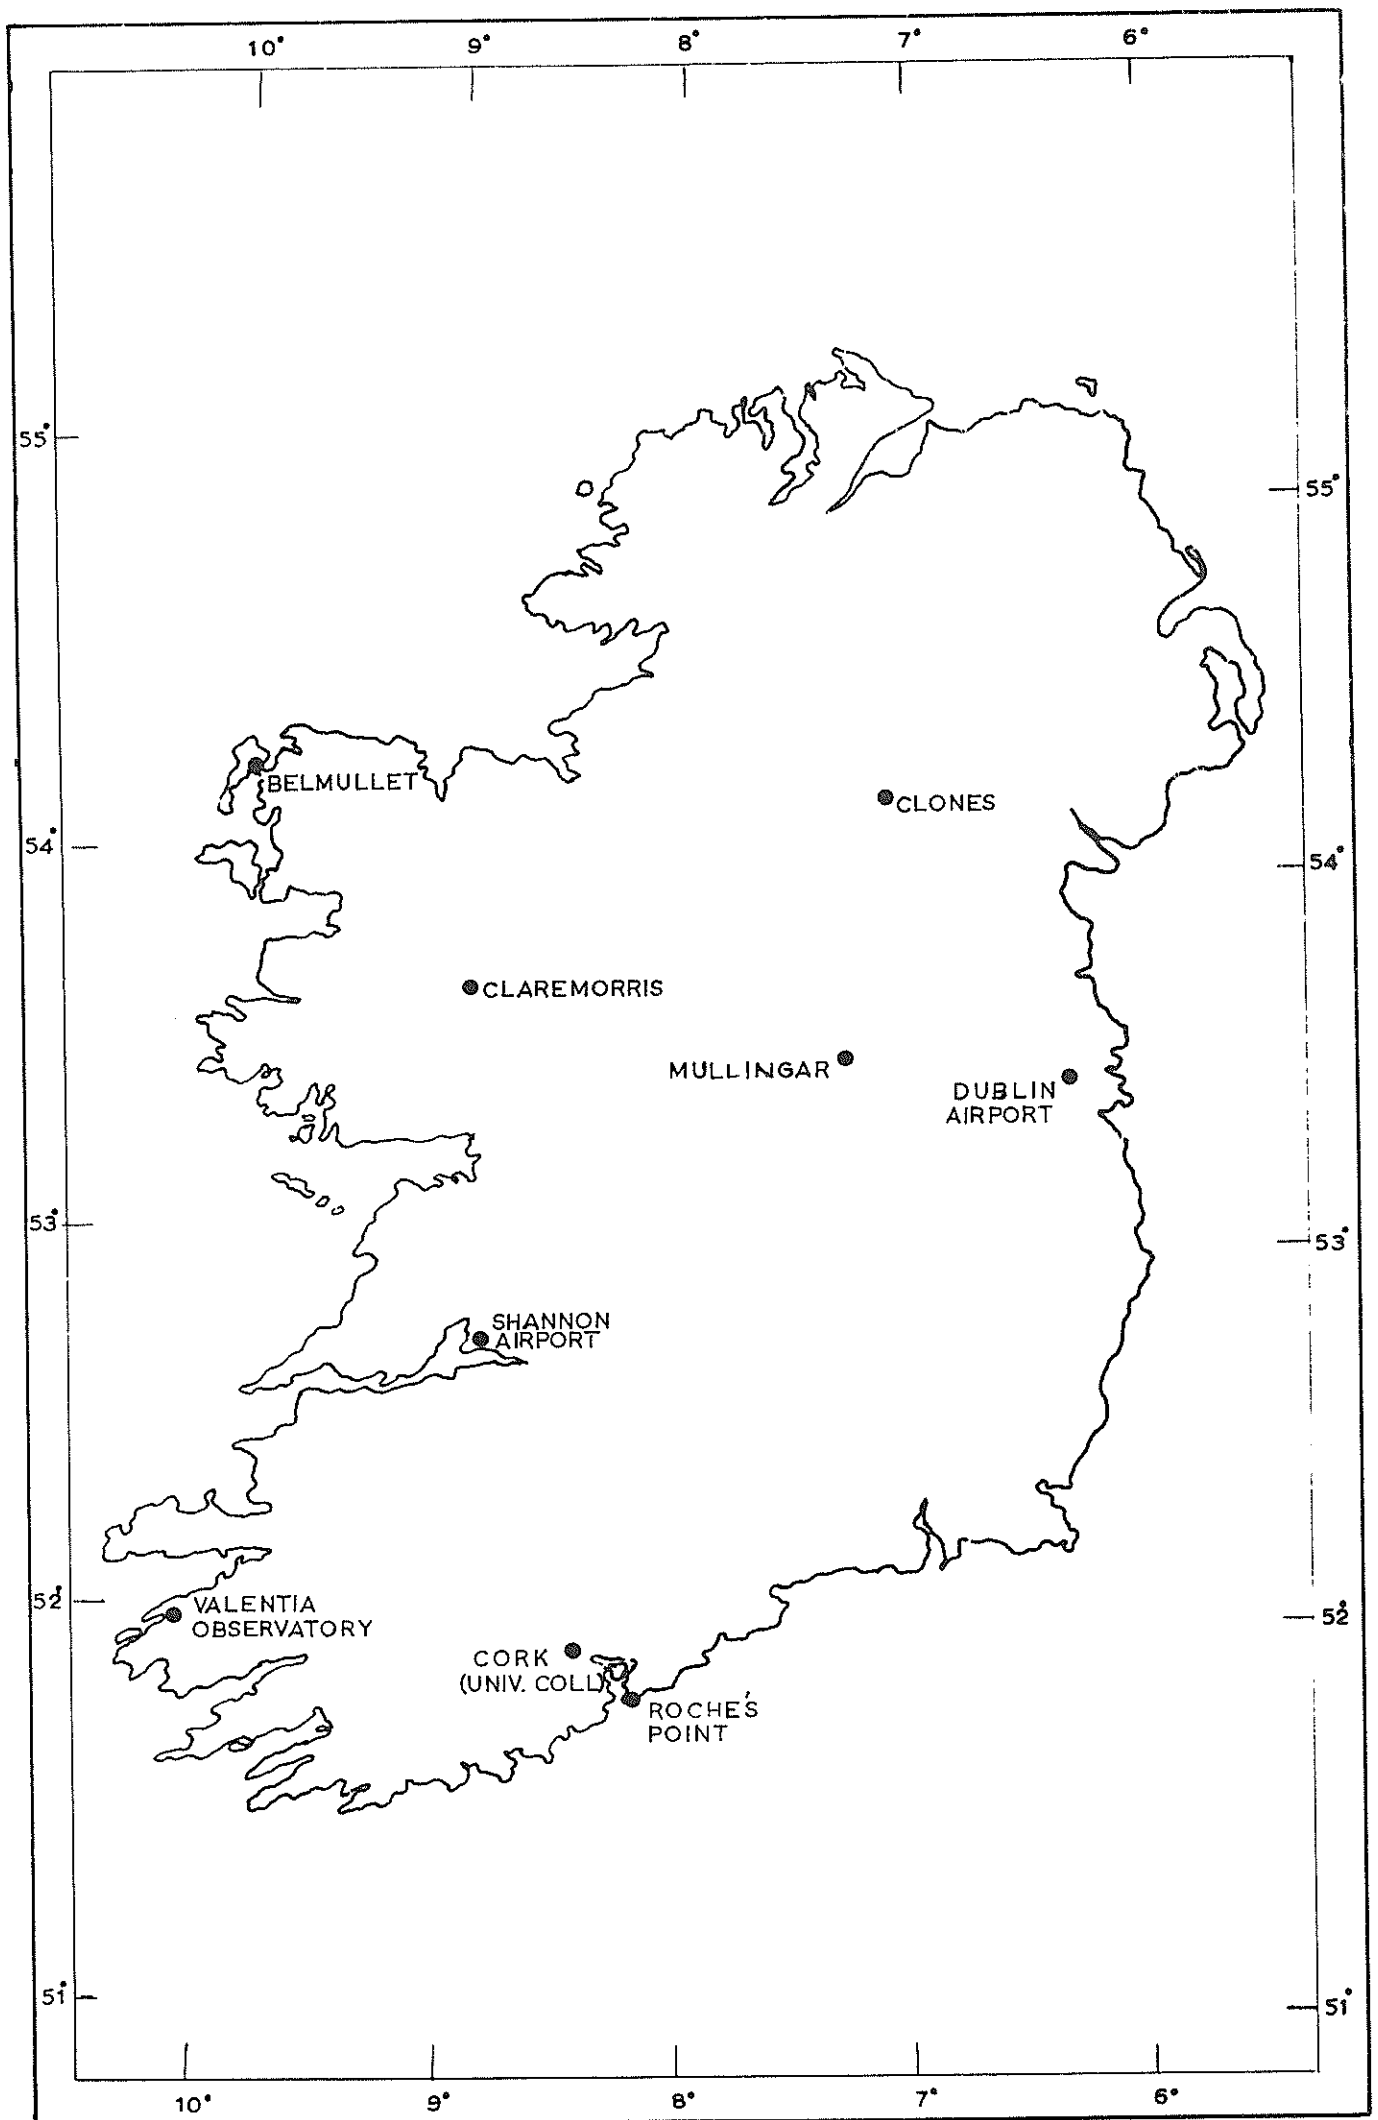 10° 9° 8° 7° 6°
55°
55°
BELMULLET
CLONES
54°
54°
CLAREMORRIS
MULLINGAR
DUBLIN
AIRPORT
53°
53°
SHANNON
AIRPORT
52°
VALENTIA
OBSERVATORY
52°
CORK
(UNIV. COLL)
ROCHE'S
POINT
51°
51°
10° 9° 8° 7° 6°